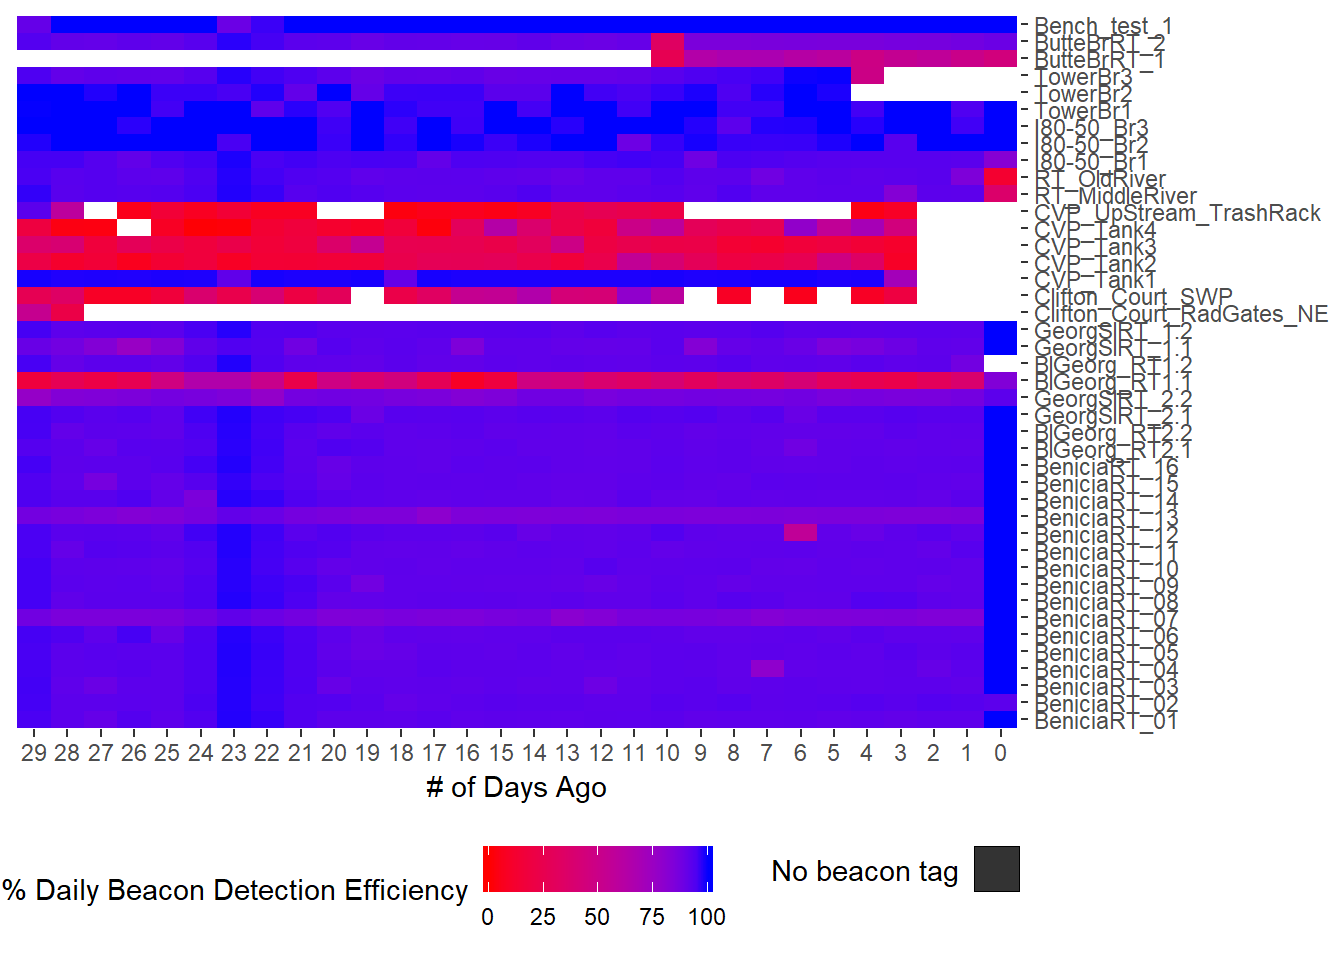 Bench_test_1
ButteBrRT_2
ButteBrRT_1
TowerBr3
TowerBr2
TowerBr1
I80-50_Br3
I80-50_Br2
I80-50_Br1
RT_OldRiver
RT_MiddleRiver
CVP_UpStream_TrashRack
CVP_Tank4
CVP_Tank3
CVP_Tank2
CVP_Tank1
Clifton_Court_SWP
Clifton_Court_RadGates_NE
GeorgSlRT_1.2
GeorgSlRT_1.1
BlGeorg_RT1.2
BlGeorg_RT1.1
GeorgSlRT_2.2
GeorgSlRT_2.1
BlGeorg_RT2.2
BlGeorg_RT2.1
BeniciaRT_16
BeniciaRT_15
BeniciaRT_14
BeniciaRT_13
BeniciaRT_12
BeniciaRT_11
BeniciaRT_10
BeniciaRT_09
BeniciaRT_08
BeniciaRT_07
BeniciaRT_06
BeniciaRT_05
BeniciaRT_04
BeniciaRT_03
BeniciaRT_02
BeniciaRT_01
29 28 27 26 25 24 23 22 21 20 19 18 17 16 15 14 13 12 11 10 9 8 7 6 5 4 3 2 1 0
# of Days Ago
% Daily Beacon Detection Efficiency
0 25 50 75 100
No beacon tag